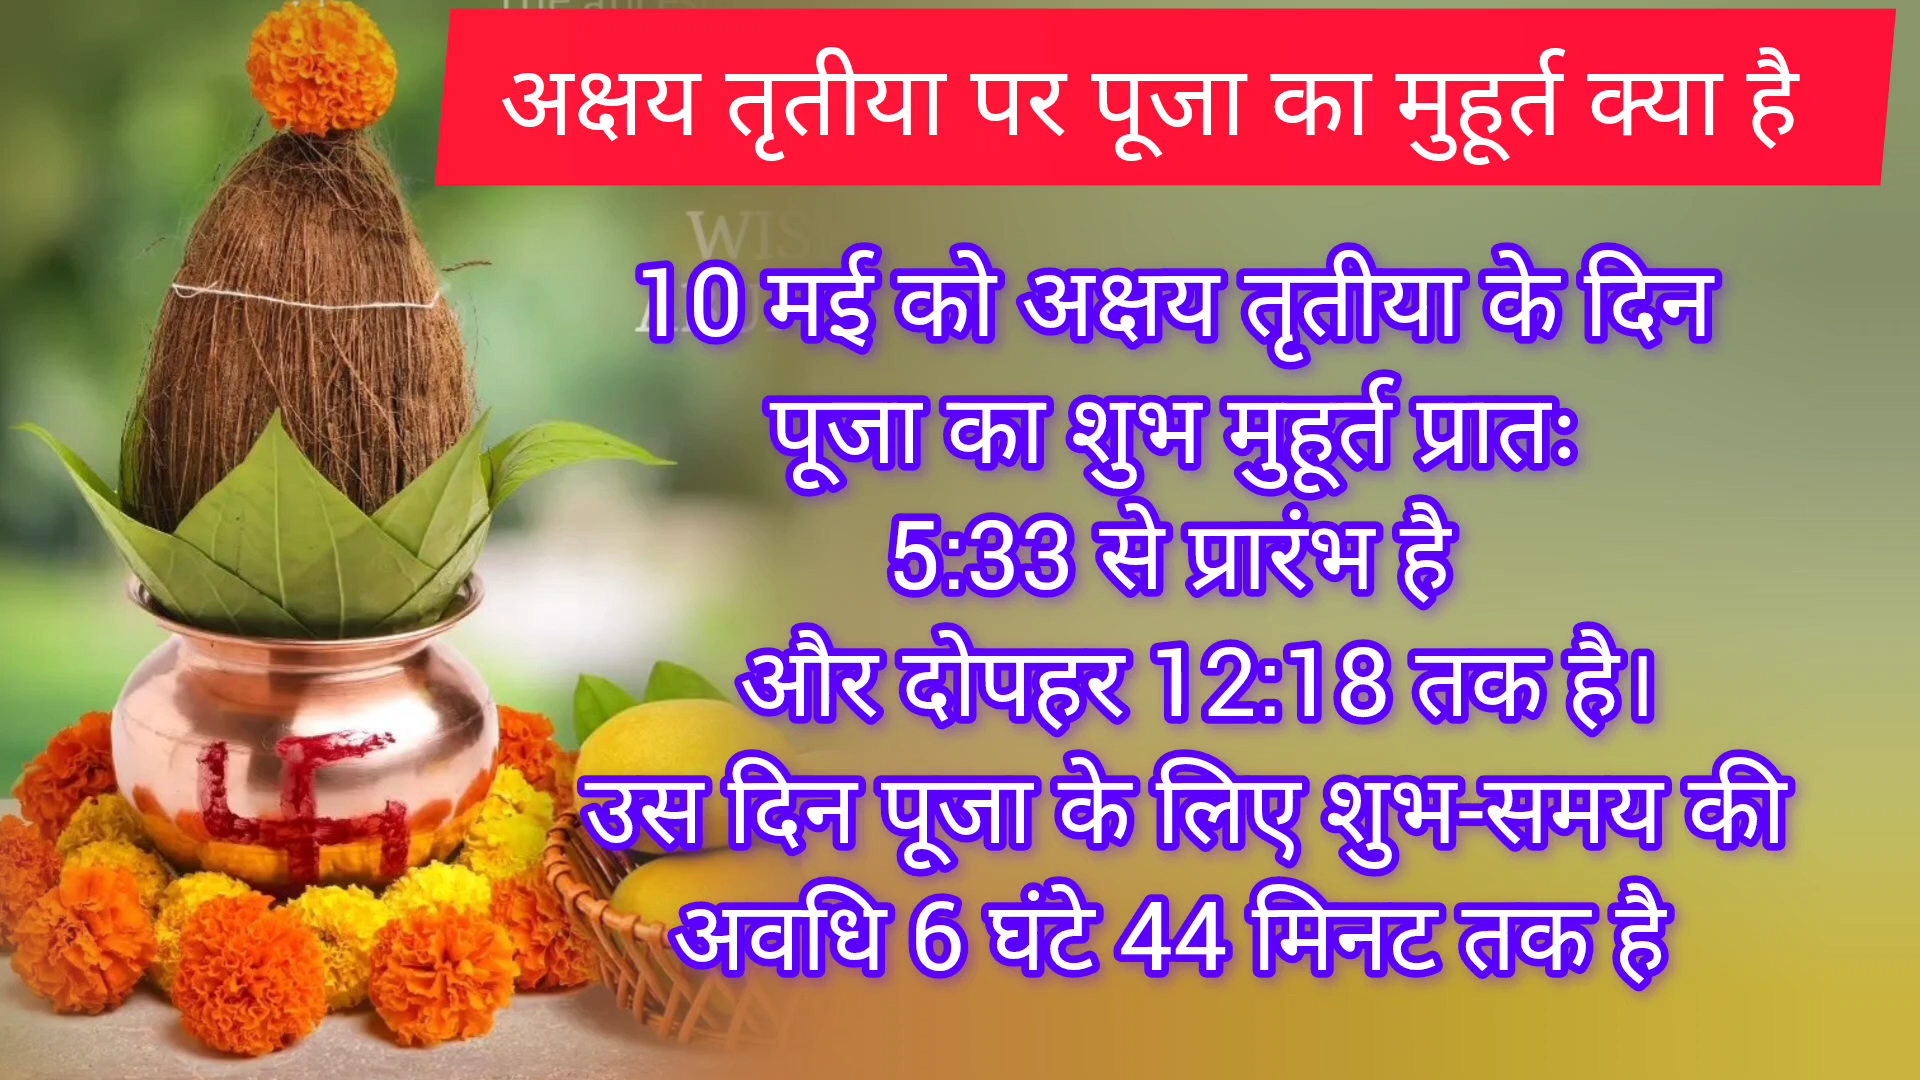 अक्षय तृतीया पर पूजा का मुहूर्त क्या है
WIS
10 मई को अक्षय तृतीया के दिन
पूजा का शुभ मुहूर्त प्रातः
5:33 से प्रारंभ है
और दोपहर 12:18 तक है।
उस दिन पूजा के लिए शुभ-समय की
अवधि 6 घंटे 44 मिनट तक है